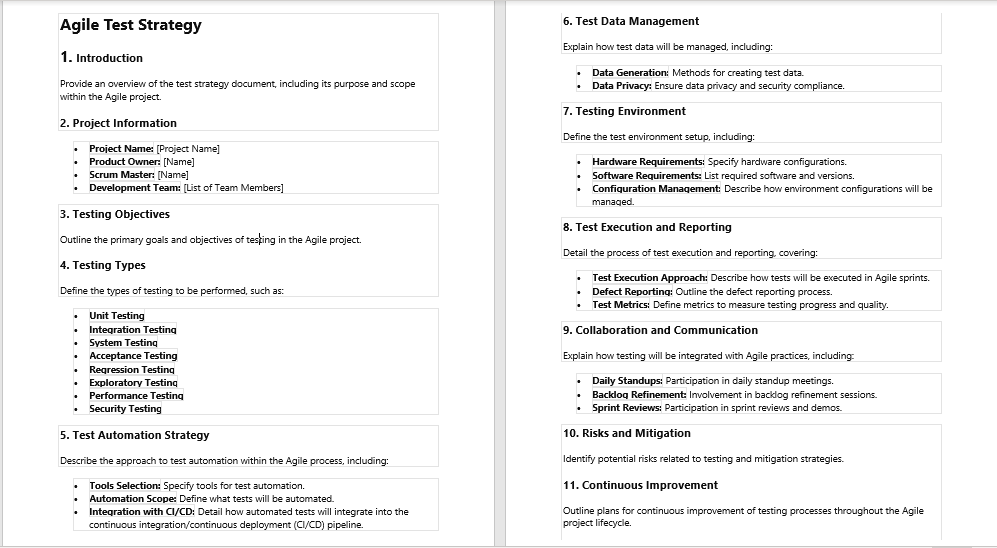 Agile Test Strategy
1. Introduction
Provide an overview of the test strategy document, including its purpose and scope
within the Agile project.
2. Project Information
• Project Name: [Project Name]
• Product Owner: [Name]
• Scrum Master: [Name]
• Development Team: [List of Team Members]
3. Testing Objectives
Outline the primary goals and objectives of testing in the Agile project.
4. Testing Types
Define the types of testing to be performed, such as:
• Unit Testing
• Integration Testing
• System Testing
• Acceptance Testing
• Regression Testing
• Exploratory Testing
• Performance Testing
• Security Testing
5. Test Automation Strategy
Describe the approach to test automation within the Agile process, including:
• Tools Selection: Specify tools for test automation.
• Automation Scope: Define what tests will be automated.
• Integration with CI/CD: Detail how automated tests will integrate into the
continuous integration/continuous deployment (CI/CD) pipeline.
6. Test Data Management
Explain how test data will be managed, including:
• Data Generation: Methods for creating test data.
• Data Privacy: Ensure data privacy and security compliance.
7. Testing Environment
Define the test environment setup, including:
• Hardware Requirements: Specify hardware configurations.
• Software Requirements: List required software and versions.
• Configuration Management: Describe how environment configurations will be
managed.
8. Test Execution and Reporting
Detail the process of test execution and reporting, covering:
• Test Execution Approach: Describe how tests will be executed in Agile sprints.
• Defect Reporting: Outline the defect reporting process.
• Test Metrics: Define metrics to measure testing progress and quality.
9. Collaboration and Communication
Explain how testing will be integrated with Agile practices, including:
• Daily Standups: Participation in daily standup meetings.
• Backlog Refinement: Involvement in backlog refinement sessions.
• Sprint Reviews: Participation in sprint reviews and demos.
10. Risks and Mitigation
Identify potential risks related to testing and mitigation strategies.
11. Continuous Improvement
Outline plans for continuous improvement of testing processes throughout the Agile
project lifecycle.